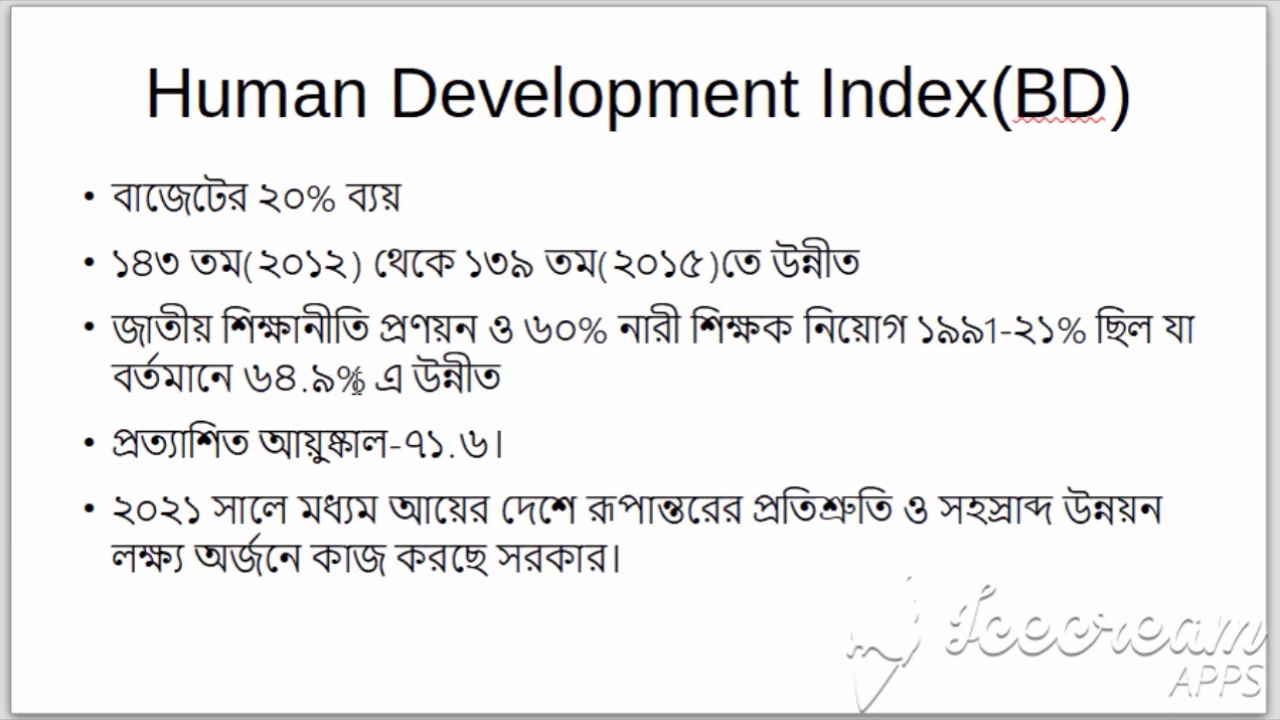 Human Development Index(BD)
• বাজেটের ২০% ব্যয়
• ১৪৩ তম(২০১২) থেকে ১৩৯ তম(২০১৫)তে উন্নীত
• জাতীয় শিক্ষানীতি প্রণয়ন ও ৬০% নারী শিক্ষক নিয়োগ ১৯৯1-২১% ছিল যা
বর্তমানে ৬৪.৯% এ উন্নীত
• প্রত্যাশিত আয়ুষ্কাল-৭১.৬।
• ২০২১ সালে মধ্যম আয়ের দেশে রূপান্তরের প্রতিশ্রুতি ও সহস্রাব্দ উন্নয়ন
লক্ষ্য অর্জনে কাজ করছে সরকার।
Icecream
APPS